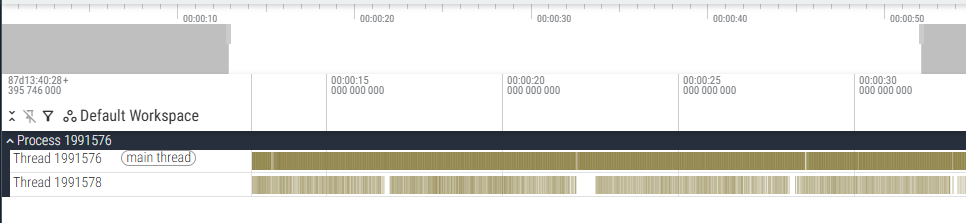 00:00:10 00:00:20 00:00:30 00:00:40 00:00:50
87d13:40:28 + 00:00:15 00:00:20 00:00:25 00:00:30
395 746 000 000 000 000 000 000 000 000 000 000 000 000 000
Default Workspace
Process 1991576
Thread 1991576 main thread
Thread 1991578